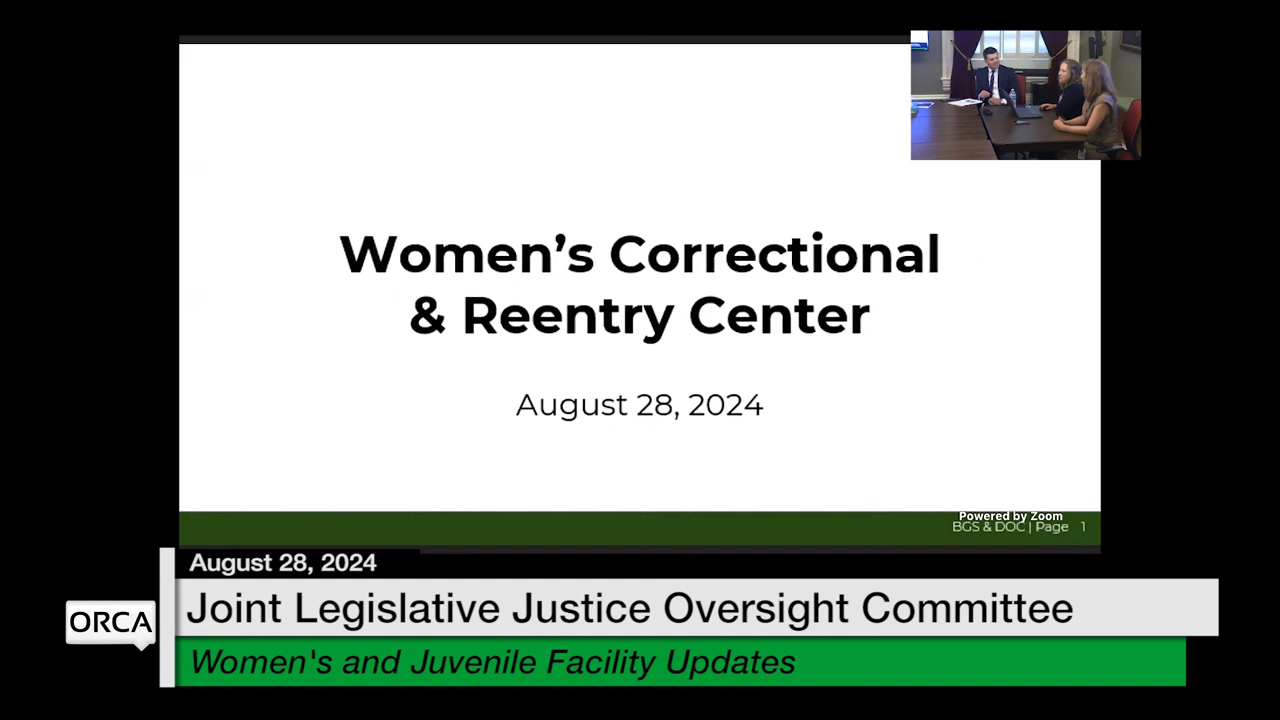 Women’s Correctional
& Reentry Center
August 28, 2024
Powered by Zoom
BGS & DOC | Page 1
August 28, 2024
ORCA
Joint Legislative Justice Oversight Committee
Women's and Juvenile Facility Updates